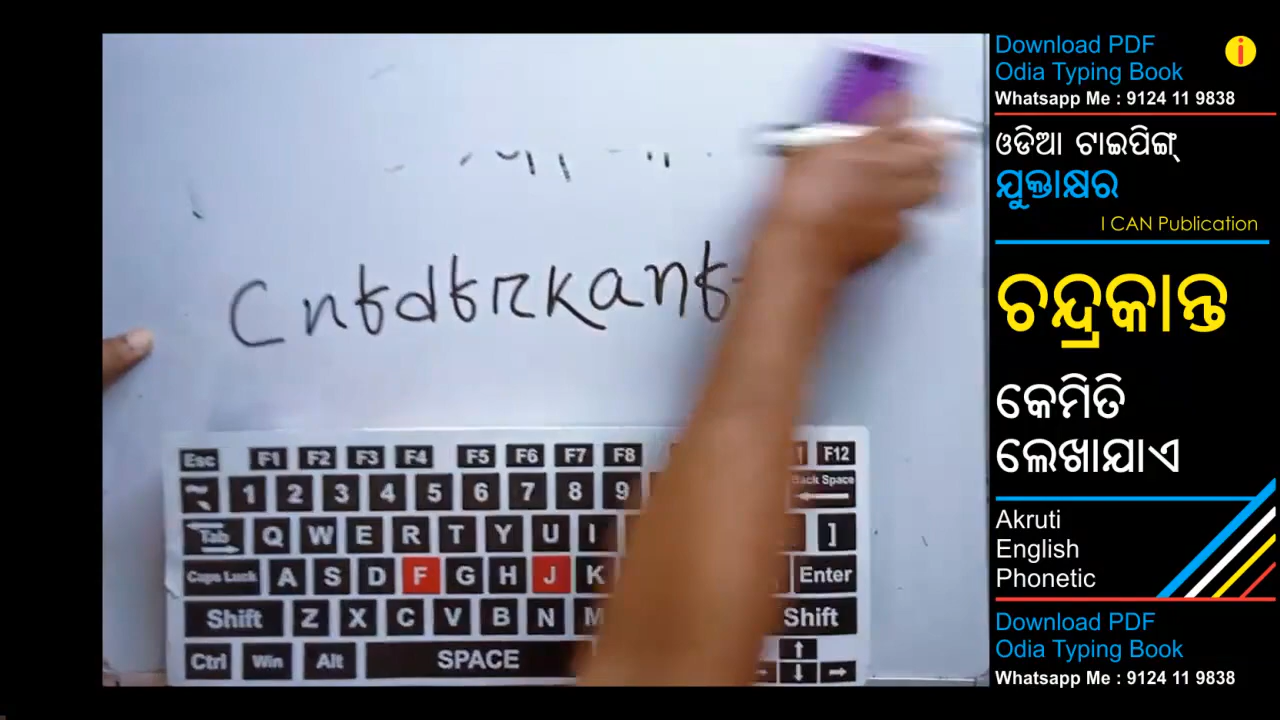 Download PDF
Odia Typing Book
Whatsapp Me : 9124 11 9838
ଓଡିଆ ଟାଇପିଙ୍ଗ୍
ଯୁକ୍ତାକ୍ଷର
I CAN Publication
ଚନ୍ଦ୍ରକାନ୍ତ
କେମିତି
ଲେଖାଯାଏ
Akruti
English
Phonetic
Download PDF
Odia Typing Book
Whatsapp Me : 9124 11 9838
Esc F1 F2 F3 F4 F5 F6 F7 F8 F12
1 2 3 4 5 6 7 8 9 Back Space
Tab Q W E R T Y U I ]
Caps Lock A S D F G H J K Enter
Shift Z X C V B N M Shift
Ctrl Win Alt SPACE